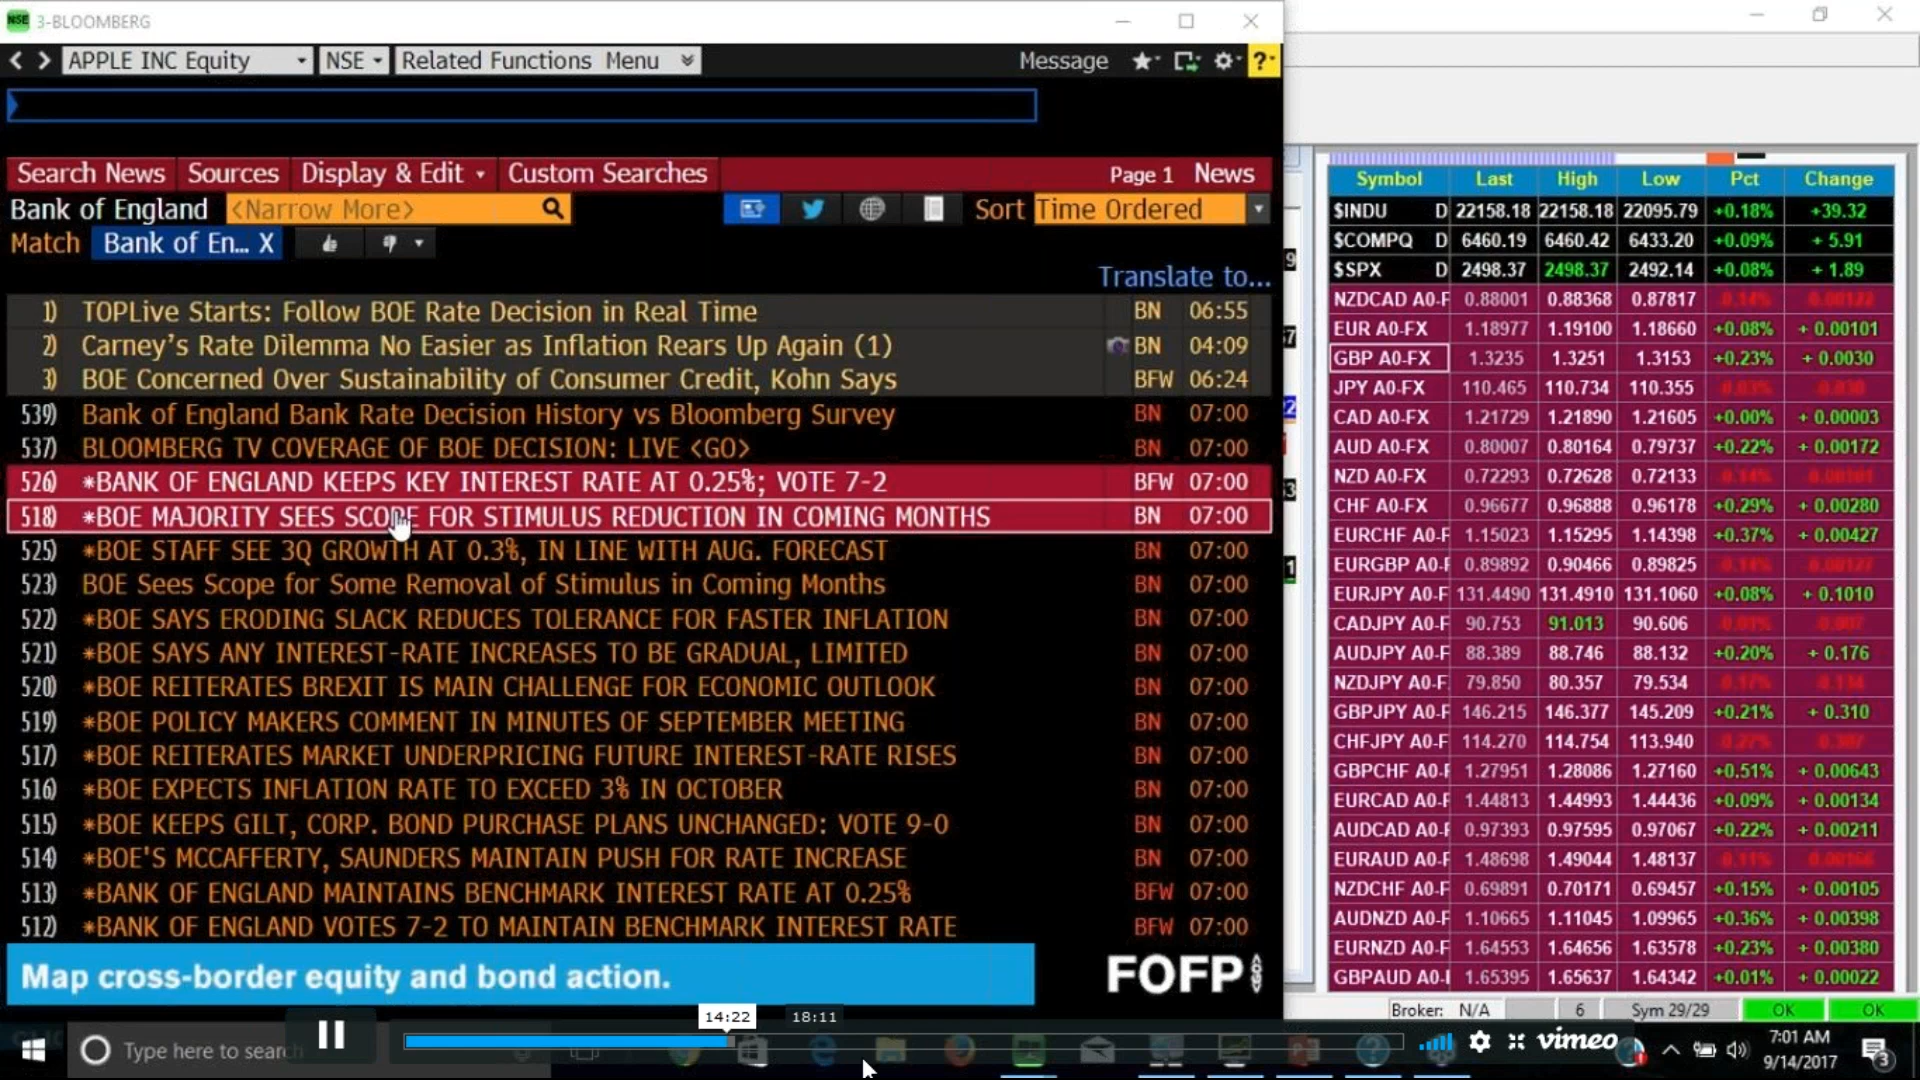 3-BLOOMBERG
APPLE INC Equity NSE Related Functions Menu Message ?
Search News Sources Display & Edit Custom Searches Page 1 News
Bank of England <Narrow More> Sort Time Ordered
Match Bank of En... X
Translate to...
1) TOPLive Starts: Follow BOE Rate Decision in Real Time BN 06:55
2) Carney's Rate Dilemma No Easier as Inflation Rears Up Again (1) BN 04:09
3) BOE Concerned Over Sustainability of Consumer Credit, Kohn Says BFW 06:24
539) Bank of England Bank Rate Decision History vs Bloomberg Survey BN 07:00
537) BLOOMBERG TV COVERAGE OF BOE DECISION: LIVE <GO> BN 07:00
526) *BANK OF ENGLAND KEEPS KEY INTEREST RATE AT 0.25%; VOTE 7-2 BFW 07:00
518) *BOE MAJORITY SEES SCOPE FOR STIMULUS REDUCTION IN COMING MONTHS BN 07:00
525) *BOE STAFF SEE 3Q GROWTH AT 0.3%, IN LINE WITH AUG. FORECAST BN 07:00
523) BOE Sees Scope for Some Removal of Stimulus in Coming Months BN 07:00
522) *BOE SAYS ERODING SLACK REDUCES TOLERANCE FOR FASTER INFLATION BN 07:00
521) *BOE SAYS ANY INTEREST-RATE INCREASES TO BE GRADUAL, LIMITED BN 07:00
520) *BOE REITERATES BREXIT IS MAIN CHALLENGE FOR ECONOMIC OUTLOOK BN 07:00
519) *BOE POLICY MAKERS COMMENT IN MINUTES OF SEPTEMBER MEETING BN 07:00
517) *BOE REITERATES MARKET UNDERPRICING FUTURE INTEREST-RATE RISES BN 07:00
516) *BOE EXPECTS INFLATION RATE TO EXCEED 3% IN OCTOBER BN 07:00
515) *BOE KEEPS GILT, CORP. BOND PURCHASE PLANS UNCHANGED: VOTE 9-0 BN 07:00
514) *BOE'S MCCAFFERTY, SAUNDERS MAINTAIN PUSH FOR RATE INCREASE BN 07:00
513) *BANK OF ENGLAND MAINTAINS BENCHMARK INTEREST RATE AT 0.25% BFW 07:00
512) *BANK OF ENGLAND VOTES 7-2 TO MAINTAIN BENCHMARK INTEREST RATE BFW 07:00
Map cross-border equity and bond action. FOFP <GO>
Symbol Last High Low Pct Change
$INDU D 22158.18 22158.18 22095.79 +0.18% +39.32
$COMPQ D 6460.19 6460.42 6433.20 +0.09% + 5.91
$SPX D 2498.37 2498.37 2492.14 +0.08% + 1.89
NZDCAD A0-F 0.88001 0.88368 0.87817
EUR A0-FX 1.18977 1.19100 1.18660 +0.08% + 0.00101
GBP A0-FX 1.3235 1.3251 1.3153 +0.23% + 0.0030
JPY A0-FX 110.465 110.734 110.355
CAD A0-FX 1.21729 1.21890 1.21605 +0.00% + 0.00003
AUD A0-FX 0.80007 0.80164 0.79737 +0.22% + 0.00172
NZD A0-FX 0.72293 0.72628 0.72133
CHF A0-FX 0.96677 0.96888 0.96178 +0.29% + 0.00280
EURCHF A0-F 1.15023 1.15295 1.14398 +0.37% + 0.00427
EURGBP A0-F 0.89892 0.90466 0.89825
EURJPY A0-F 131.4490 131.4910 131.1060 +0.08% + 0.1010
CADJPY A0-F 90.753 91.013 90.606
AUDJPY A0-F 88.389 88.746 88.132 +0.20% + 0.176
NZDJPY A0-F 79.850 80.357 79.534
GBPJPY A0-F 146.215 146.377 145.209 +0.21% + 0.310
CHFJPY A0-F 114.270 114.754 113.940
GBPCHF A0-F 1.27951 1.28086 1.27160 +0.51% + 0.00643
EURCAD A0-F 1.44813 1.44993 1.44436 +0.09% + 0.00134
AUDCAD A0-F 0.97393 0.97595 0.97067 +0.22% + 0.00211
EURAUD A0-F 1.48698 1.49044 1.48137
NZDCHF A0-F 0.69891 0.70171 0.69457 +0.15% + 0.00105
AUDNZD A0-F 1.10665 1.11045 1.09965 +0.36% + 0.00398
EURNZD A0-F 1.64553 1.64656 1.63578 +0.23% + 0.00380
GBPAUD A0-F 1.65395 1.65637 1.64342 +0.01% + 0.00022
Broker: N/A 6 Sym 29/29 OK OK
14:22 18:11
Type here to search
vimeo
7:01 AM
9/14/2017
3